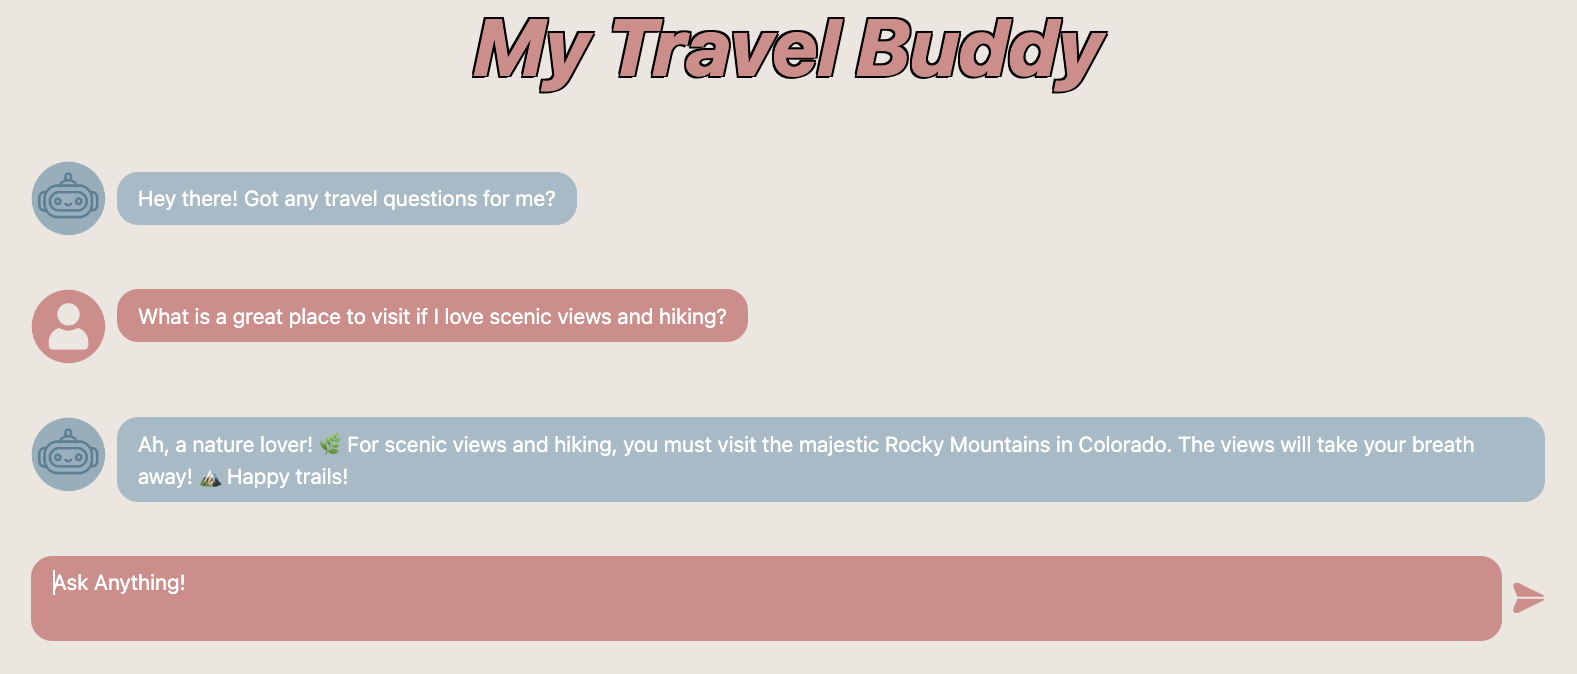 My Travel Buddy
Hey there! Got any travel questions for me?
What is a great place to visit if I love scenic views and hiking?
Ah, a nature lover! 🌿 For scenic views and hiking, you must visit the majestic Rocky Mountains in Colorado. The views will take your breath
away! ⛰️ Happy trails!
Ask Anything!